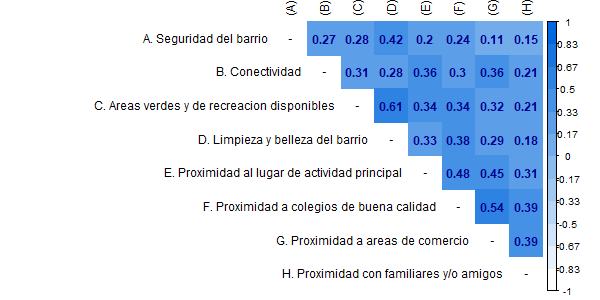 (A) (B) (C) (D) (E) (F) (G) (H)
A. Seguridad del barrio - 0.27 0.28 0.42 0.2 0.24 0.11 0.15
B. Conectividad - 0.31 0.28 0.36 0.3 0.36 0.21
C. Areas verdes y de recreacion disponibles - 0.61 0.34 0.34 0.32 0.21
D. Limpieza y belleza del barrio - 0.33 0.38 0.29 0.18
E. Proximidad al lugar de actividad principal - 0.48 0.45 0.31
F. Proximidad a colegios de buena calidad - 0.54 0.39
G. Proximidad a areas de comercio - 0.39
H. Proximidad con familiares y/o amigos -
1
0.83
0.67
0.5
0.33
0.17
0
-0.17
-0.33
-0.5
-0.67
-0.83
-1